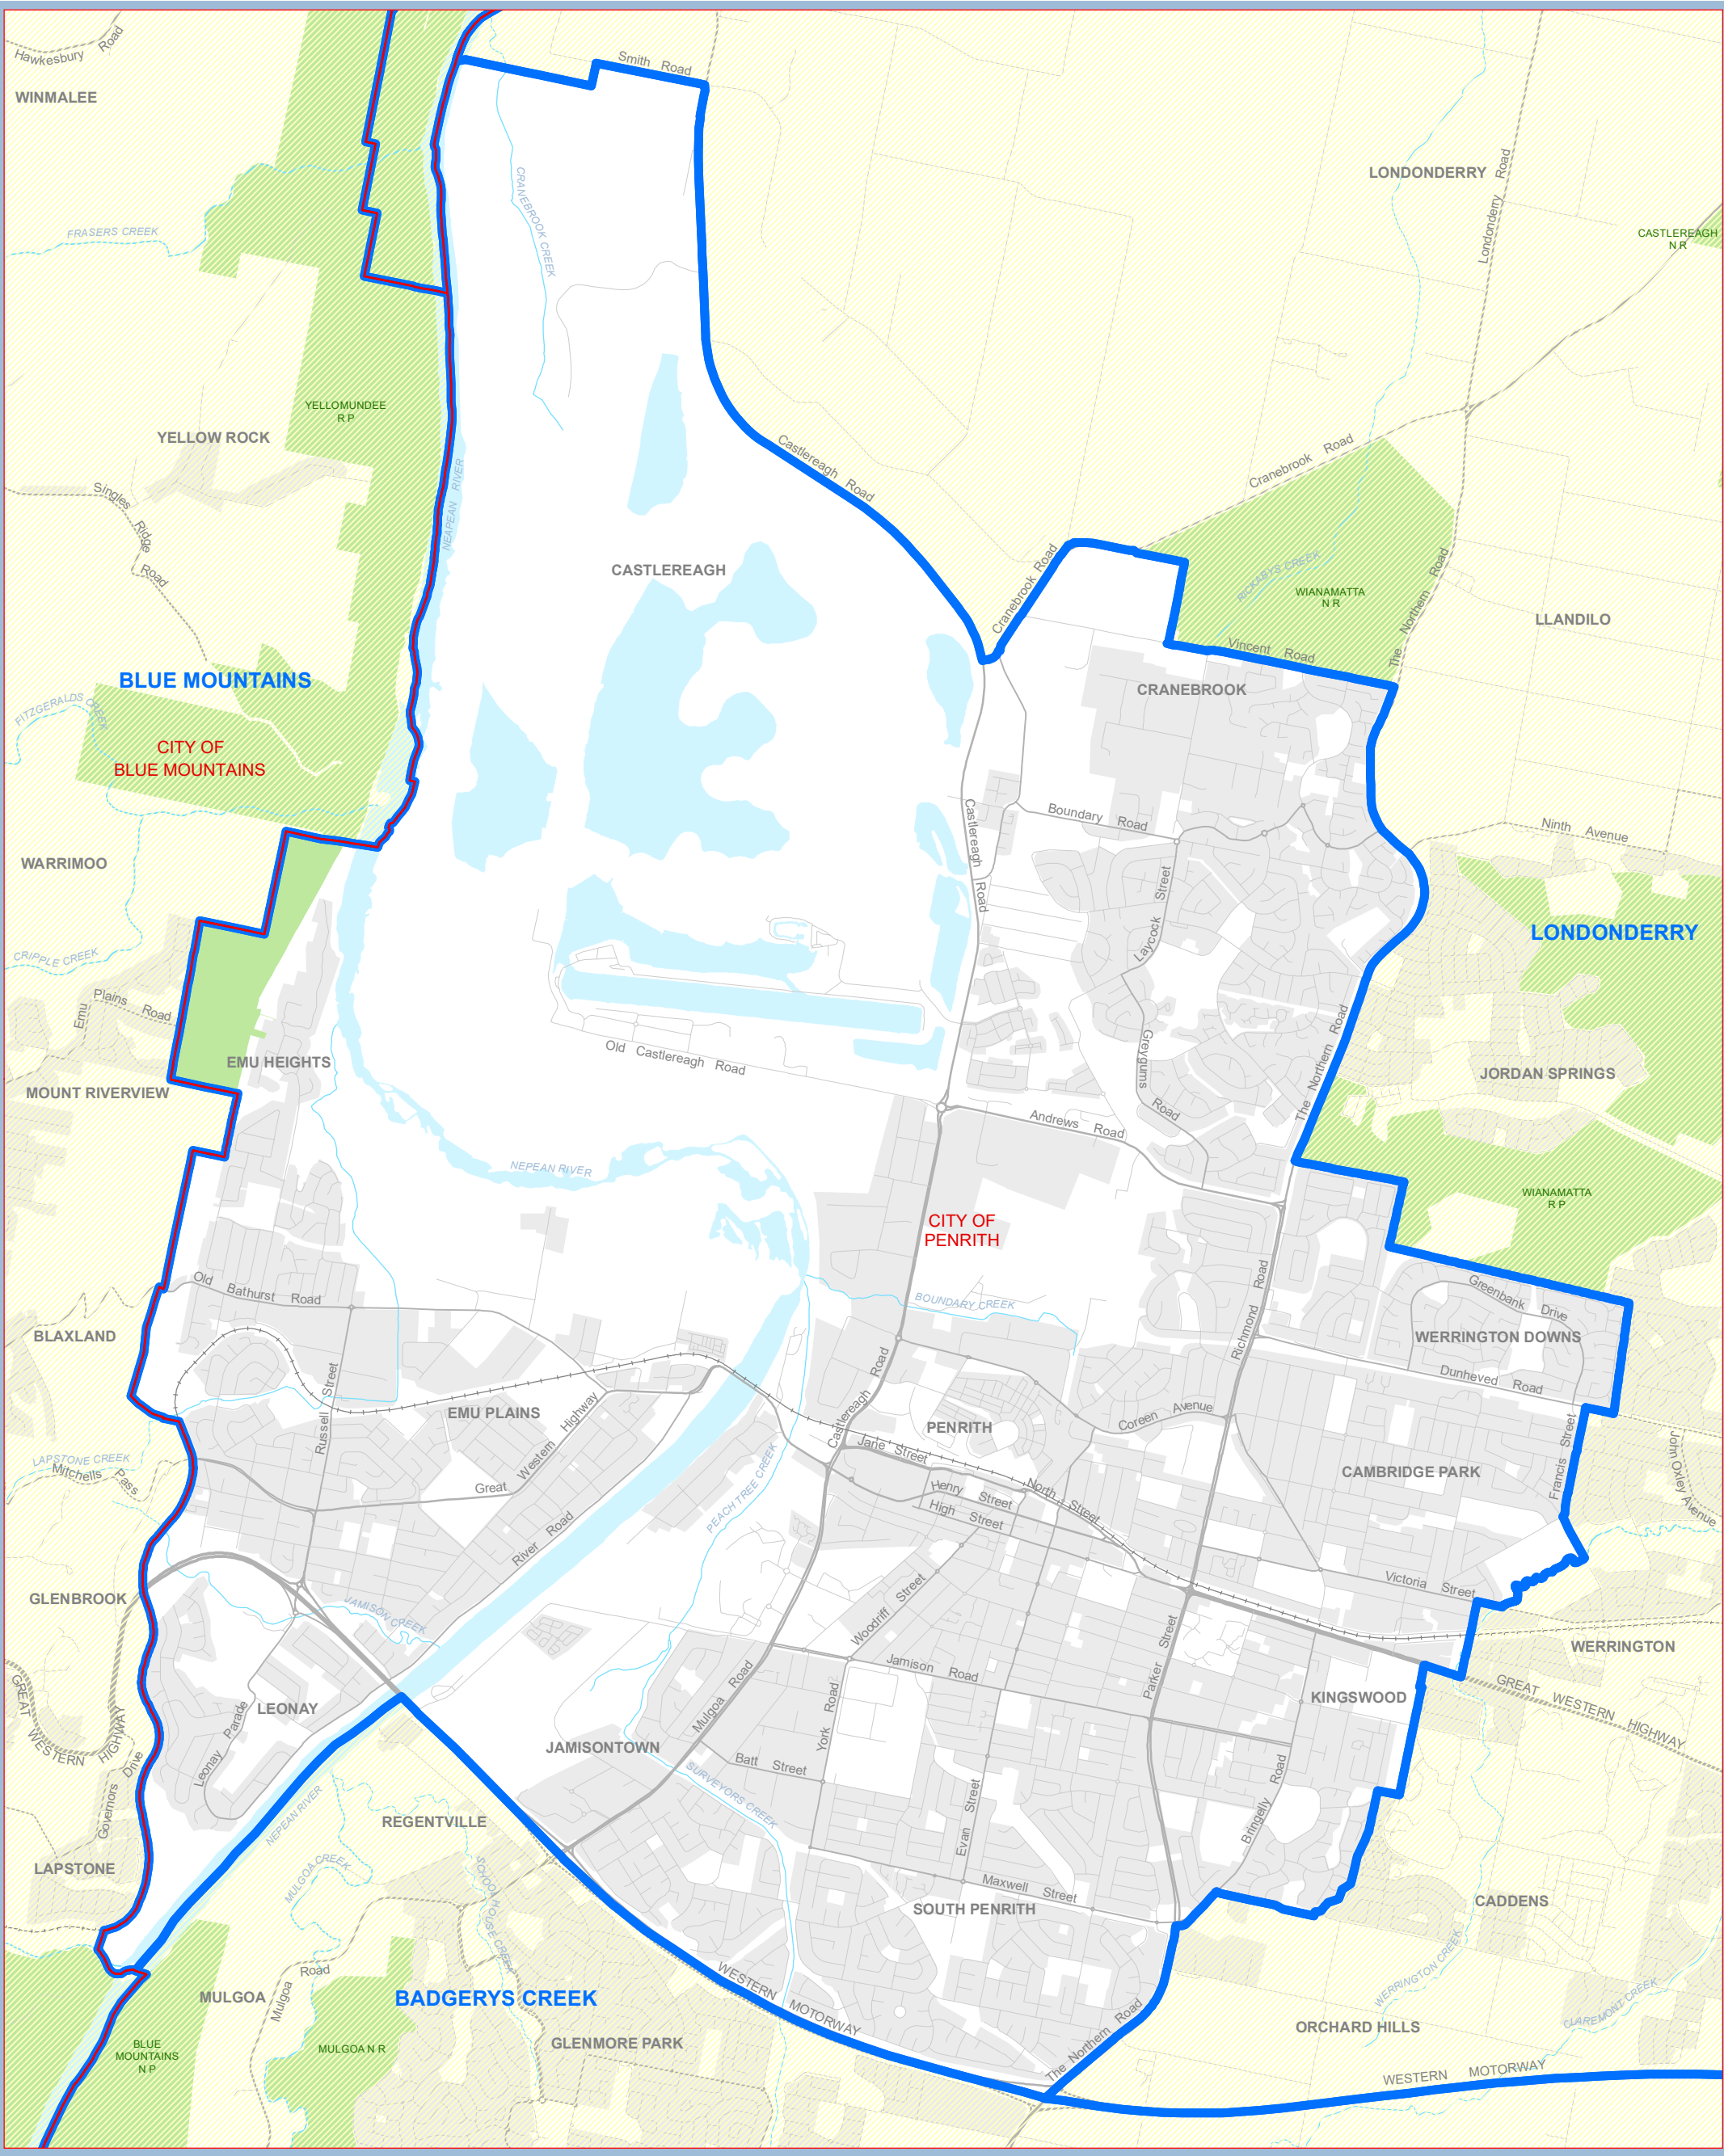 Hawkesbury Road
WINMALEE
Smith Road
LONDONDERRY
Londonderry Road
CRANEBROOK CREEK
FRASERS CREEK
CASTLEREAGH
N R
YELLOMUNDEE
R P
YELLOW ROCK
Castlereagh Road
Cranebrook Road
NEAPEAN RIVER
Singles Ridge Road
CASTLEREAGH
Cranebrook Road
RICKABYS CREEK
WIANAMATTA
N R
The Northern Road
LLANDILO
Vincent Road
BLUE MOUNTAINS
CRANEBROOK
FITZGERALDS CREEK
CITY OF
BLUE MOUNTAINS
Boundary Road
Castlereagh Road
Ninth Avenue
WARRIMOO
Laycock Street
LONDONDERRY
CRIPPLE CREEK
Emu Plains Road
Old Castlereagh Road
Greygums Road
The Northern Road
EMU HEIGHTS
JORDAN SPRINGS
MOUNT RIVERVIEW
Andrews Road
NEPEAN RIVER
WIANAMATTA
R P
CITY OF
PENRITH
Old Bathurst Road
BOUNDARY CREEK
Richmond Road
Greenbank Drive
BLAXLAND
WERRINGTON DOWNS
Dunheved Road
Russell Street
EMU PLAINS
Castlereagh Road
PENRITH
Coreen Avenue
Francis Street
John Oxley Avenue
LAPSTONE CREEK
Mitchells Pass
Great Western Highway
Jane Street
CAMBRIDGE PARK
PEACH TREE CREEK
Henry Street
North Street
High Street
River Road
Victoria Street
GLENBROOK
JAMISON CREEK
Woodriff Street
Parker Street
WERRINGTON
Jamison Road
GREAT WESTERN HIGHWAY
Mulgoa Road
York Road
KINGSWOOD
GREAT WESTERN HIGHWAY
LEONAY
Leonay Parade
JAMISONTOWN
Batt Street
SURVEYORS CREEK
Governors Drive
NEPEAN RIVER
REGENTVILLE
Evan Street
Bringelly Road
LAPSTONE
MULGOA CREEK
SCHOOL HOUSE CREEK
Maxwell Street
SOUTH PENRITH
CADDENS
WERRINGTON CREEK
CLAREMONT CREEK
MULGOA
Mulgoa Road
BADGERYS CREEK
WESTERN MOTORWAY
The Northern Road
ORCHARD HILLS
BLUE
MOUNTAINS
N P
MULGOA N R
GLENMORE PARK
WESTERN MOTORWAY